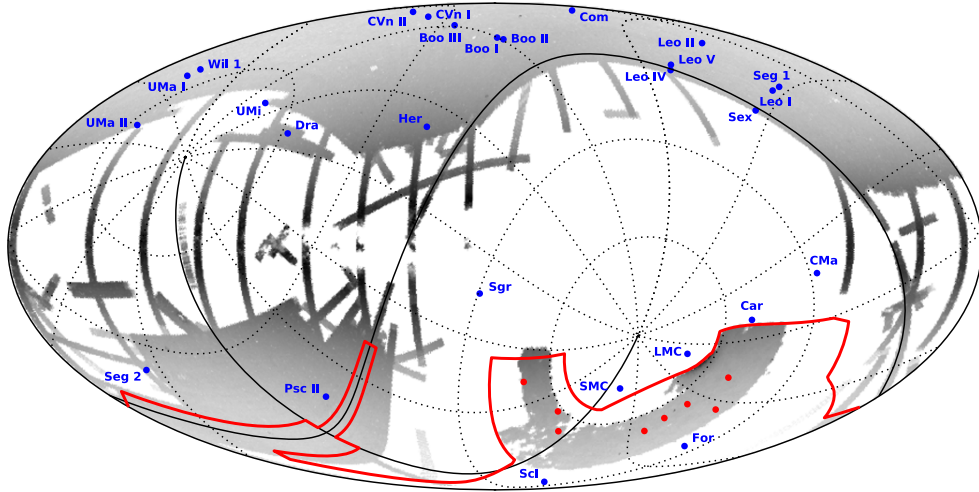 CVn II
CVn I
Com
Boo III
Boo I
Boo II
Leo II
Leo V
Wil 1
Leo IV
Seg 1
UMa I
Leo I
UMi
Sex
UMa II
Dra
Her
CMa
Sgr
Car
LMC
Seg 2
SMC
Psc II
For
Scl